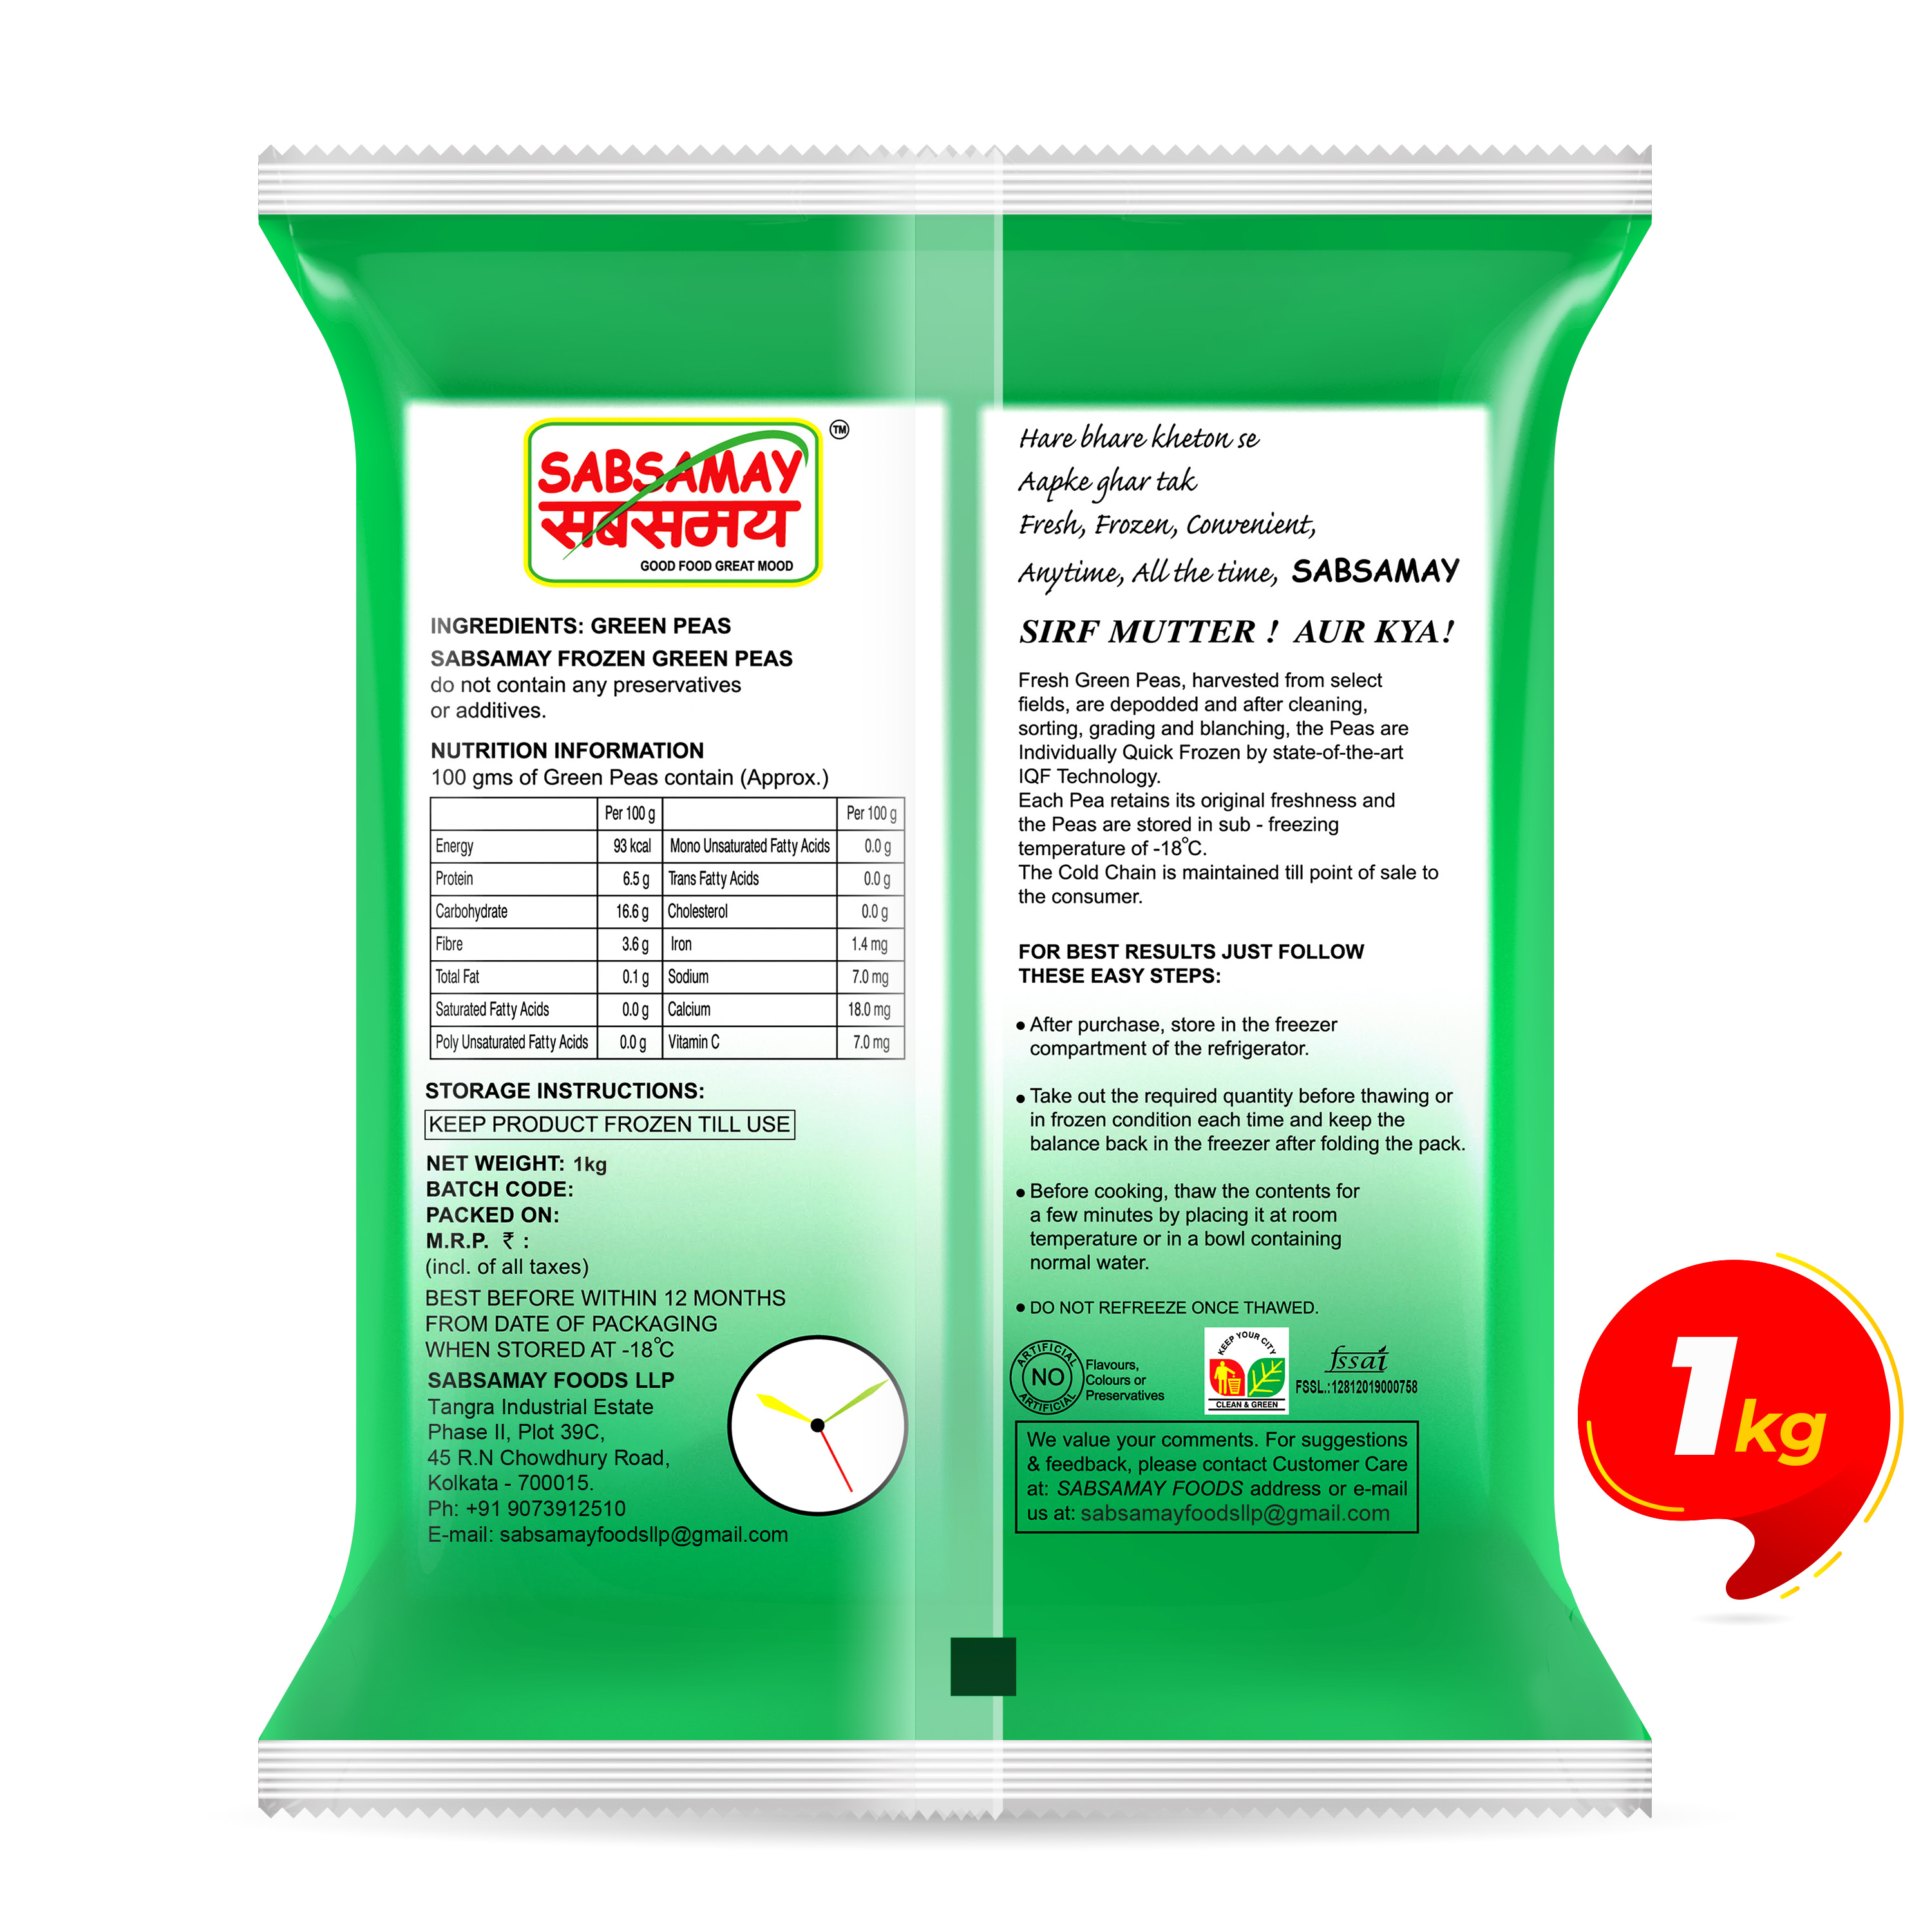 SABSAMAY
सबसमय
GOOD FOOD GREAT MOOD
TM
INGREDIENTS: GREEN PEAS
SABSAMAY FROZEN GREEN PEAS
do not contain any preservatives
or additives.
NUTRITION INFORMATION
100 gms of Green Peas contain (Approx.)
Per 100 g Per 100 g
Energy 93 kcal Mono Unsaturated Fatty Acids 0.0 g
Protein 6.5 g Trans Fatty Acids 0.0 g
Carbohydrate 16.6 g Cholesterol 0.0 g
Fibre 3.6 g Iron 1.4 mg
Total Fat 0.1 g Sodium 7.0 mg
Saturated Fatty Acids 0.0 g Calcium 18.0 mg
Poly Unsaturated Fatty Acids 0.0 g Vitamin C 7.0 mg
STORAGE INSTRUCTIONS:
KEEP PRODUCT FROZEN TILL USE
NET WEIGHT: 1kg
BATCH CODE:
PACKED ON:
M.R.P. ₹ :
(incl. of all taxes)
BEST BEFORE WITHIN 12 MONTHS
FROM DATE OF PACKAGING
WHEN STORED AT -18°C
SABSAMAY FOODS LLP
Tangra Industrial Estate
Phase II, Plot 39C,
45 R.N Chowdhury Road,
Kolkata - 700015.
Ph: +91 9073912510
E-mail: sabsamayfoodsllp@gmail.com
Hare bhare kheton se
Aapke ghar tak
Fresh, Frozen, Convenient,
Anytime, All the time, SABSAMAY
SIRF MUTTER ! AUR KYA!
Fresh Green Peas, harvested from select
fields, are depodded and after cleaning,
sorting, grading and blanching, the Peas are
Individually Quick Frozen by state-of-the-art
IQF Technology.
Each Pea retains its original freshness and
the Peas are stored in sub - freezing
temperature of -18°C.
The Cold Chain is maintained till point of sale to
the consumer.
FOR BEST RESULTS JUST FOLLOW
THESE EASY STEPS:
• After purchase, store in the freezer
compartment of the refrigerator.
• Take out the required quantity before thawing or
in frozen condition each time and keep the
balance back in the freezer after folding the pack.
• Before cooking, thaw the contents for
a few minutes by placing it at room
temperature or in a bowl containing
normal water.
• DO NOT REFREEZE ONCE THAWED.
ARTIFICIAL
NO
ARTIFICIAL
Flavours,
Colours or
Preservatives
KEEP YOUR CITY
CLEAN & GREEN
fssai
FSSL.:12812019000758
We value your comments. For suggestions
& feedback, please contact Customer Care
at: SABSAMAY FOODS address or e-mail
us at: sabsamayfoodsllp@gmail.com
1kg